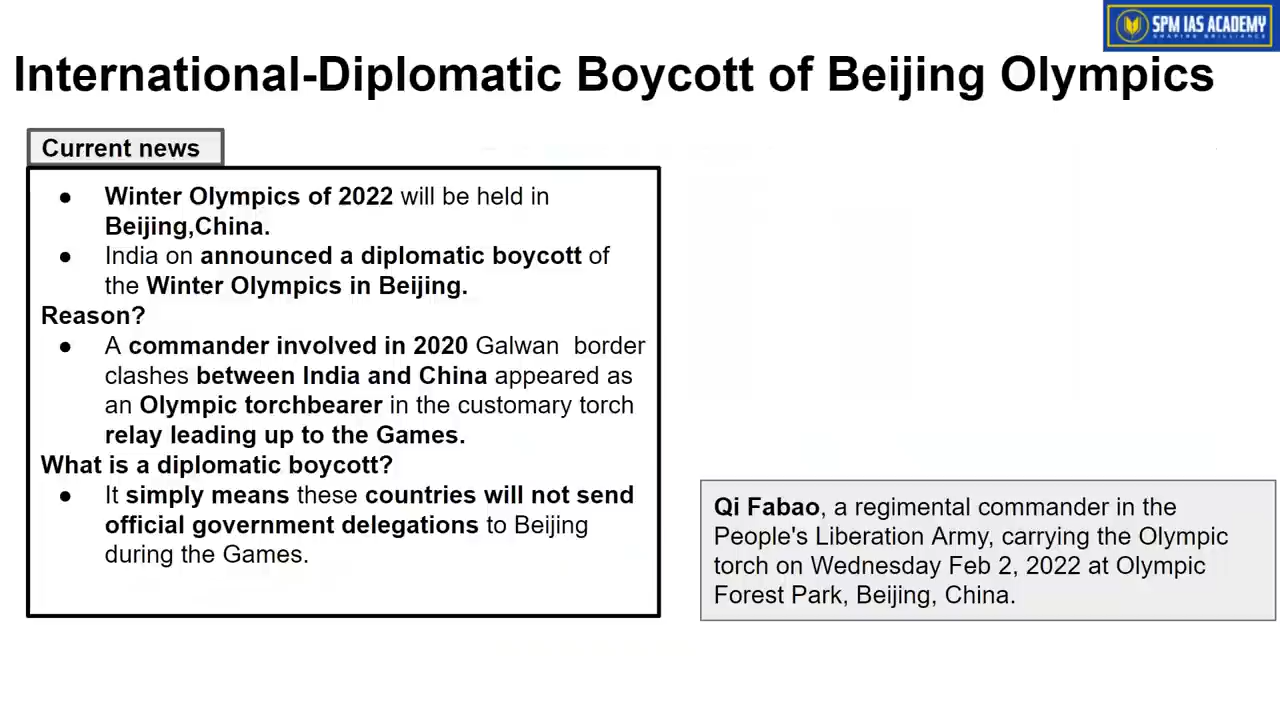 SPM IAS ACADEMY
SHAPING BRILLIANCE
International-Diplomatic Boycott of Beijing Olympics
Current news
● Winter Olympics of 2022 will be held in
Beijing,China.
● India on announced a diplomatic boycott of
the Winter Olympics in Beijing.
Reason?
● A commander involved in 2020 Galwan  border
clashes between India and China appeared as
an Olympic torchbearer in the customary torch
relay leading up to the Games.
What is a diplomatic boycott?
● It simply means these countries will not send
official government delegations to Beijing
during the Games.
Qi Fabao, a regimental commander in the
People's Liberation Army, carrying the Olympic
torch on Wednesday Feb 2, 2022 at Olympic
Forest Park, Beijing, China.